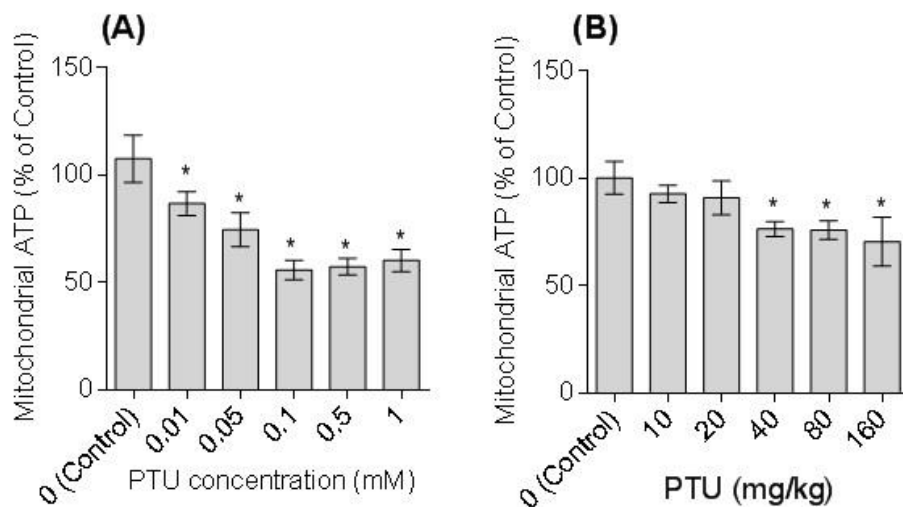 (A)
Mitochondrial ATP (% of Control)
150
100
50
0
* * * * *
0 (Control) 0.01 0.05 0.1 0.5 1
PTU concentration (mM)
(B)
Mitochondrial ATP (% of Control)
150
100
50
0
* * *
0 (Control) 10 20 40 80 160
PTU (mg/kg)